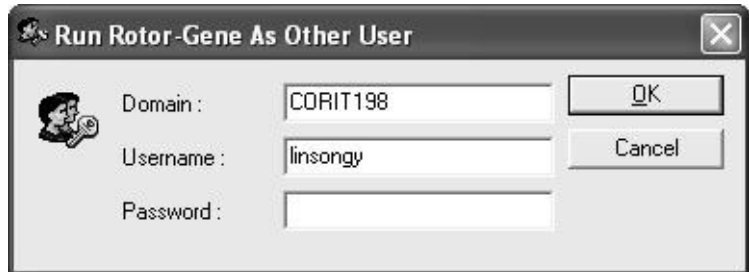 Run Rotor-Gene As Other User
Domain : CORIT198 OK
Username : linsongy Cancel
Password :